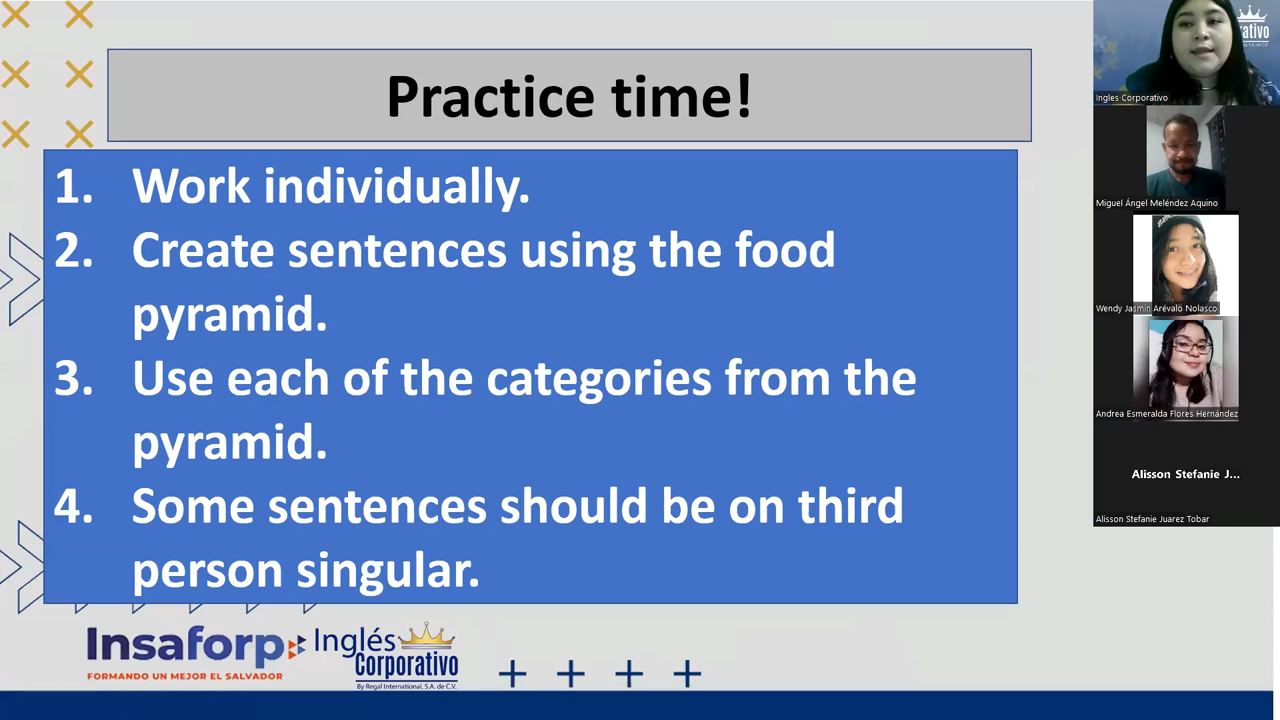 Practice time!
1. Work individually.
2. Create sentences using the food
pyramid.
3. Use each of the categories from the
pyramid.
4. Some sentences should be on third
person singular.
Insaforp
FORMANDO UN MEJOR EL SALVADOR
Inglés
Corporativo
By Regal International, S.A. de C.V.
rativo
Ingles Corporativo
Miguel Ángel Meléndez Aquino
Wendy Jasmin Arévalo Nolasco
Andrea Esmeralda Flores Hernández
Alisson Stefanie J...
Alisson Stefanie Juarez Tobar